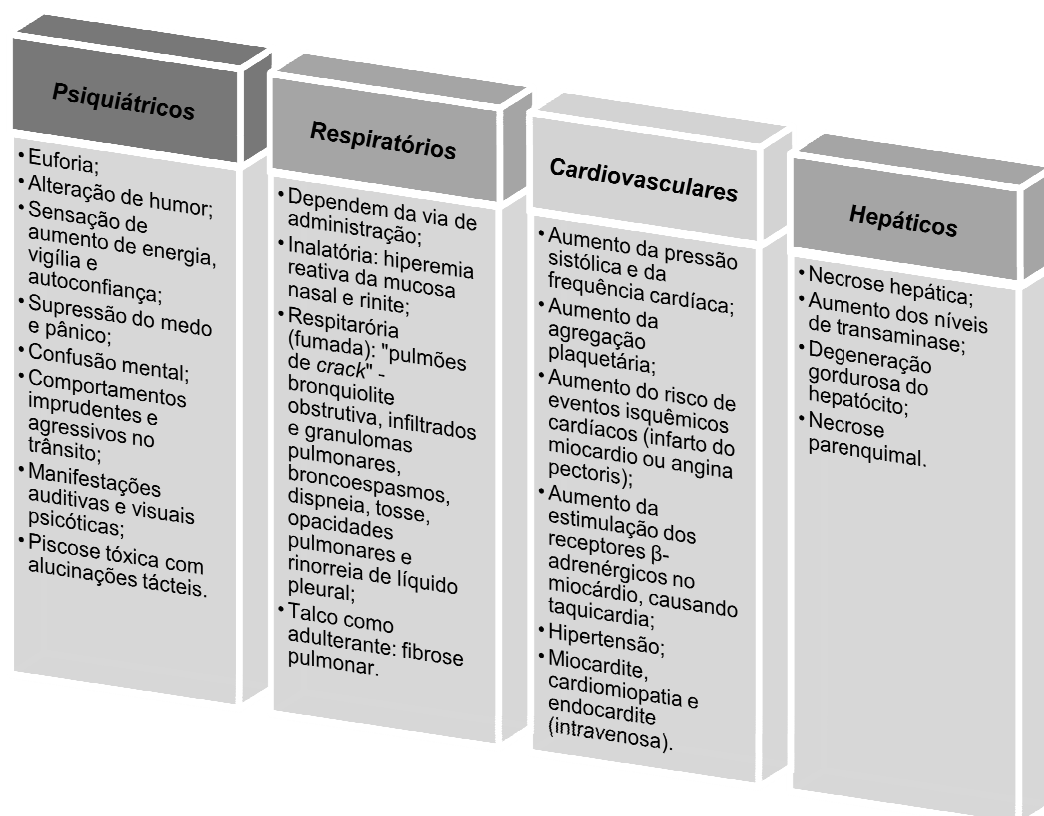 Psiquiátricos
• Euforia;
• Alteração de humor;
• Sensação de
aumento de energia,
vigília e
autoconfiança;
• Supressão do medo
e pânico;
• Confusão mental;
• Comportamentos
imprudentes e
agressivos no
trânsito;
• Manifestações
auditivas e visuais
psicóticas;
• Piscose tóxica com
alucinações tácteis.
Respiratórios
• Dependem da via de
administração;
• Inalatória: hiperemia
reativa da mucosa
nasal e rinite;
• Respitarória
(fumada): "pulmões
de crack" -
bronquiolite
obstrutiva, infiltrados
e granulomas
pulmonares,
broncoespasmos,
dispneia, tosse,
opacidades
pulmonares e
rinorreia de líquido
pleural;
• Talco como
adulterante: fibrose
pulmonar.
Cardiovasculares
• Aumento da pressão
sistólica e da
frequência cardíaca;
• Aumento da
agregação
plaquetária;
• Aumento do risco de
eventos isquêmicos
cardíacos (infarto do
miocardio ou angina
pectoris);
• Aumento da
estimulação dos
receptores β-
adrenérgicos no
miocárdio, causando
taquicardia;
• Hipertensão;
• Miocardite,
cardiomiopatia e
endocardite
(intravenosa).
Hepáticos
• Necrose hepática;
• Aumento dos níveis
de transaminase;
• Degeneração
gordurosa do
hepatócito;
• Necrose
parenquimal.